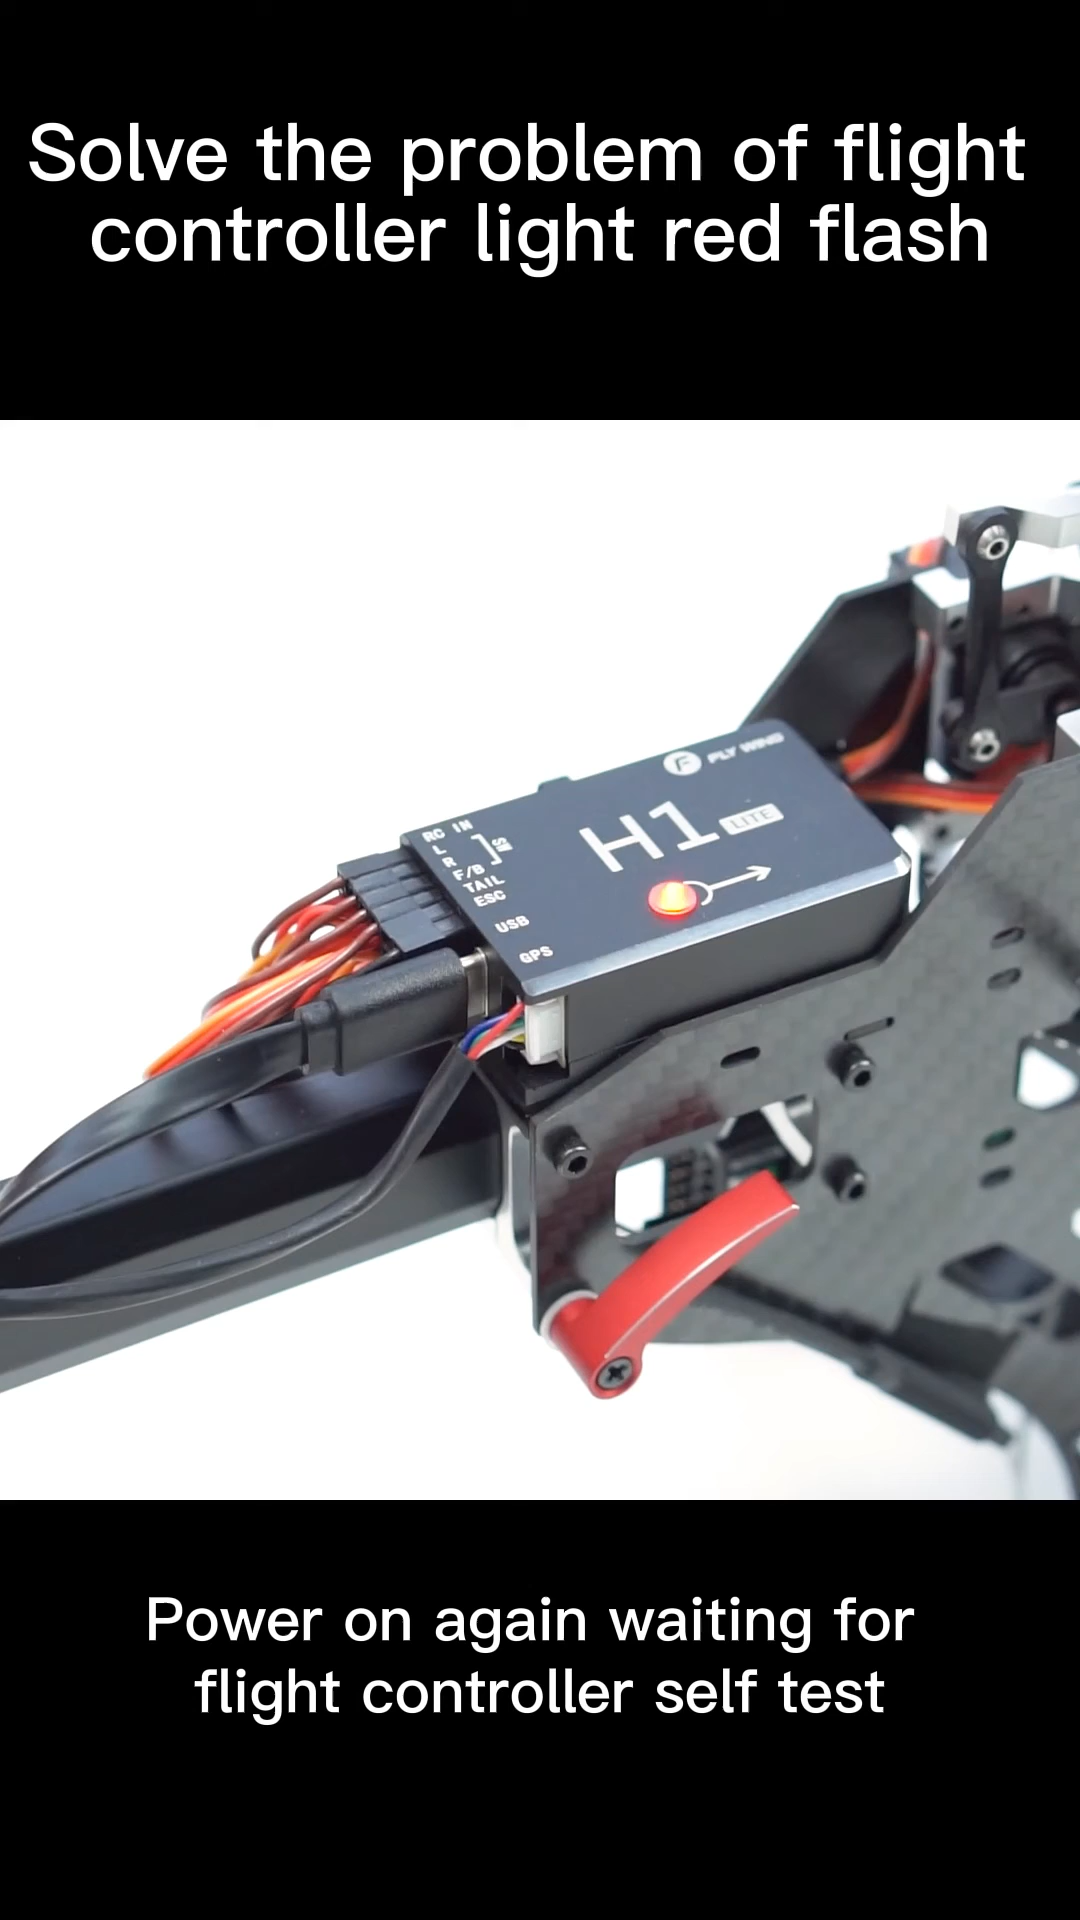 Solve the problem of flight
controller light red flash
F FLY WING
H1 LITE
RC IN
L
R
F/B
TAIL
ESC
USB
GPS
Power on again waiting for
flight controller self test